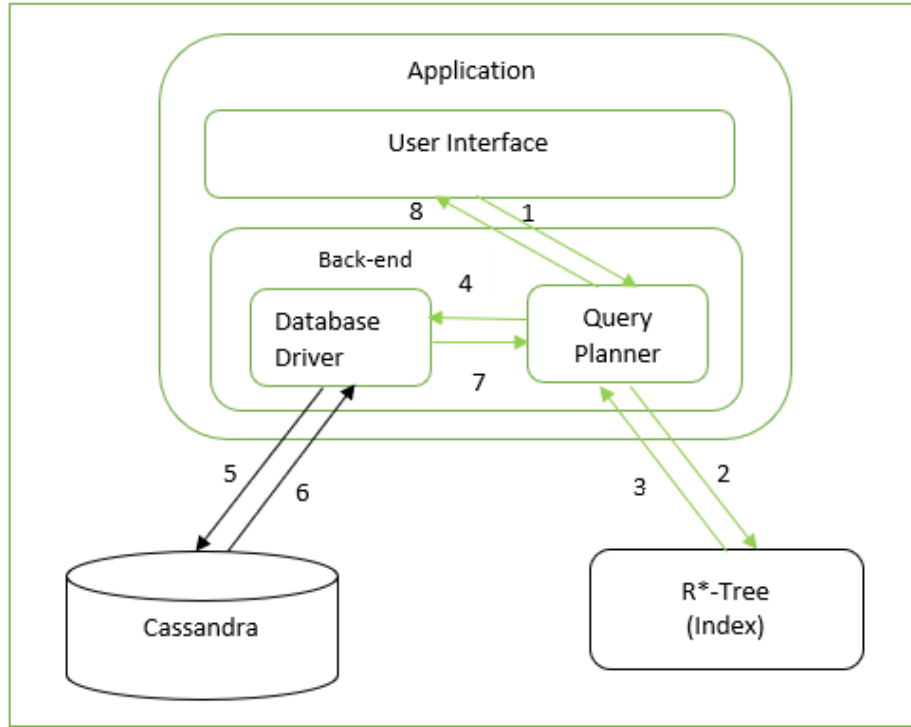 Application
User Interface
8
1
Back-end
4
Database
Driver
Query
Planner
7
5
6
3
2
Cassandra
R*-Tree
(Index)